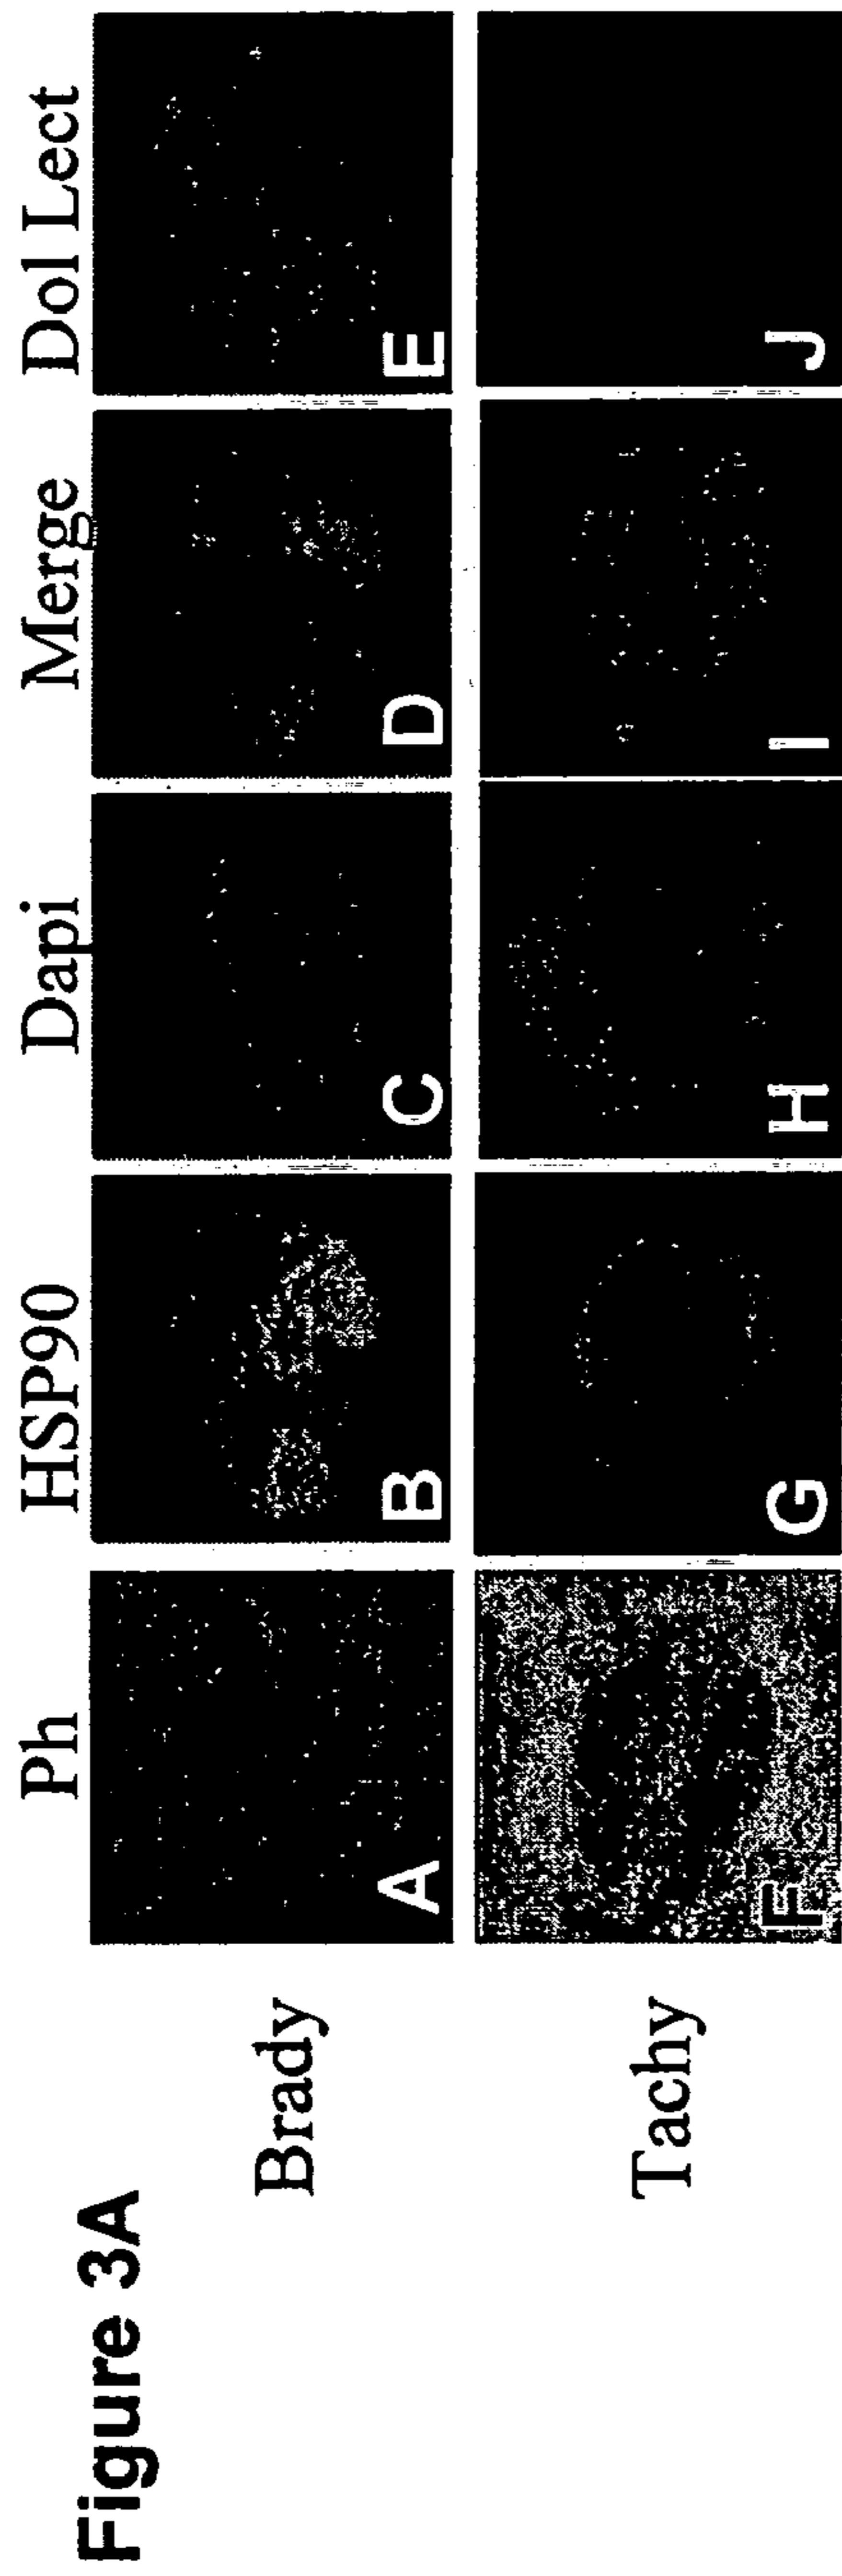 Figure 3A
Ph HSP90 Dapi Merge Dol Lect
Brady
A B C D E
Tachy
F G H I J